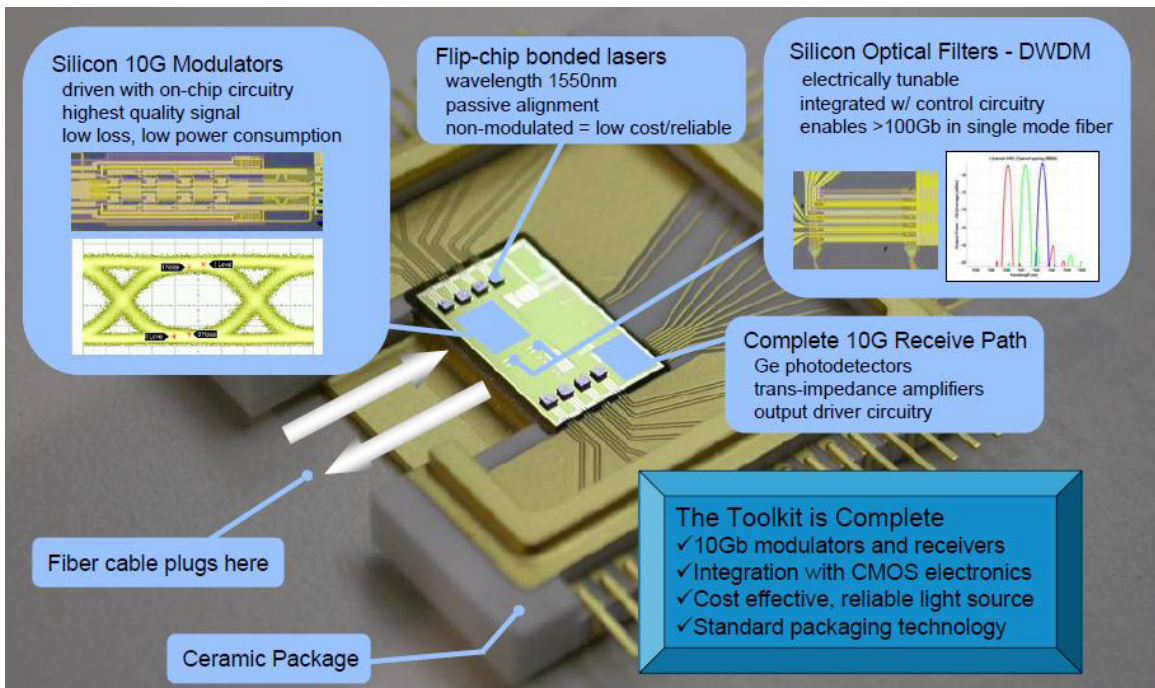 Silicon 10G Modulators
driven with on-chip circuitry
highest quality signal
low loss, low power consumption
1 Level
0 Level
Flip-chip bonded lasers
wavelength 1550nm
passive alignment
non-modulated = low cost/reliable
Silicon Optical Filters - DWDM
electrically tunable
integrated w/ control circuitry
enables >100Gb in single mode fiber
Complete 10G Receive Path
Ge photodetectors
trans-impedance amplifiers
output driver circuitry
Fiber cable plugs here
Ceramic Package
The Toolkit is Complete
✓10Gb modulators and receivers
✓Integration with CMOS electronics
✓Cost effective, reliable light source
✓Standard packaging technology